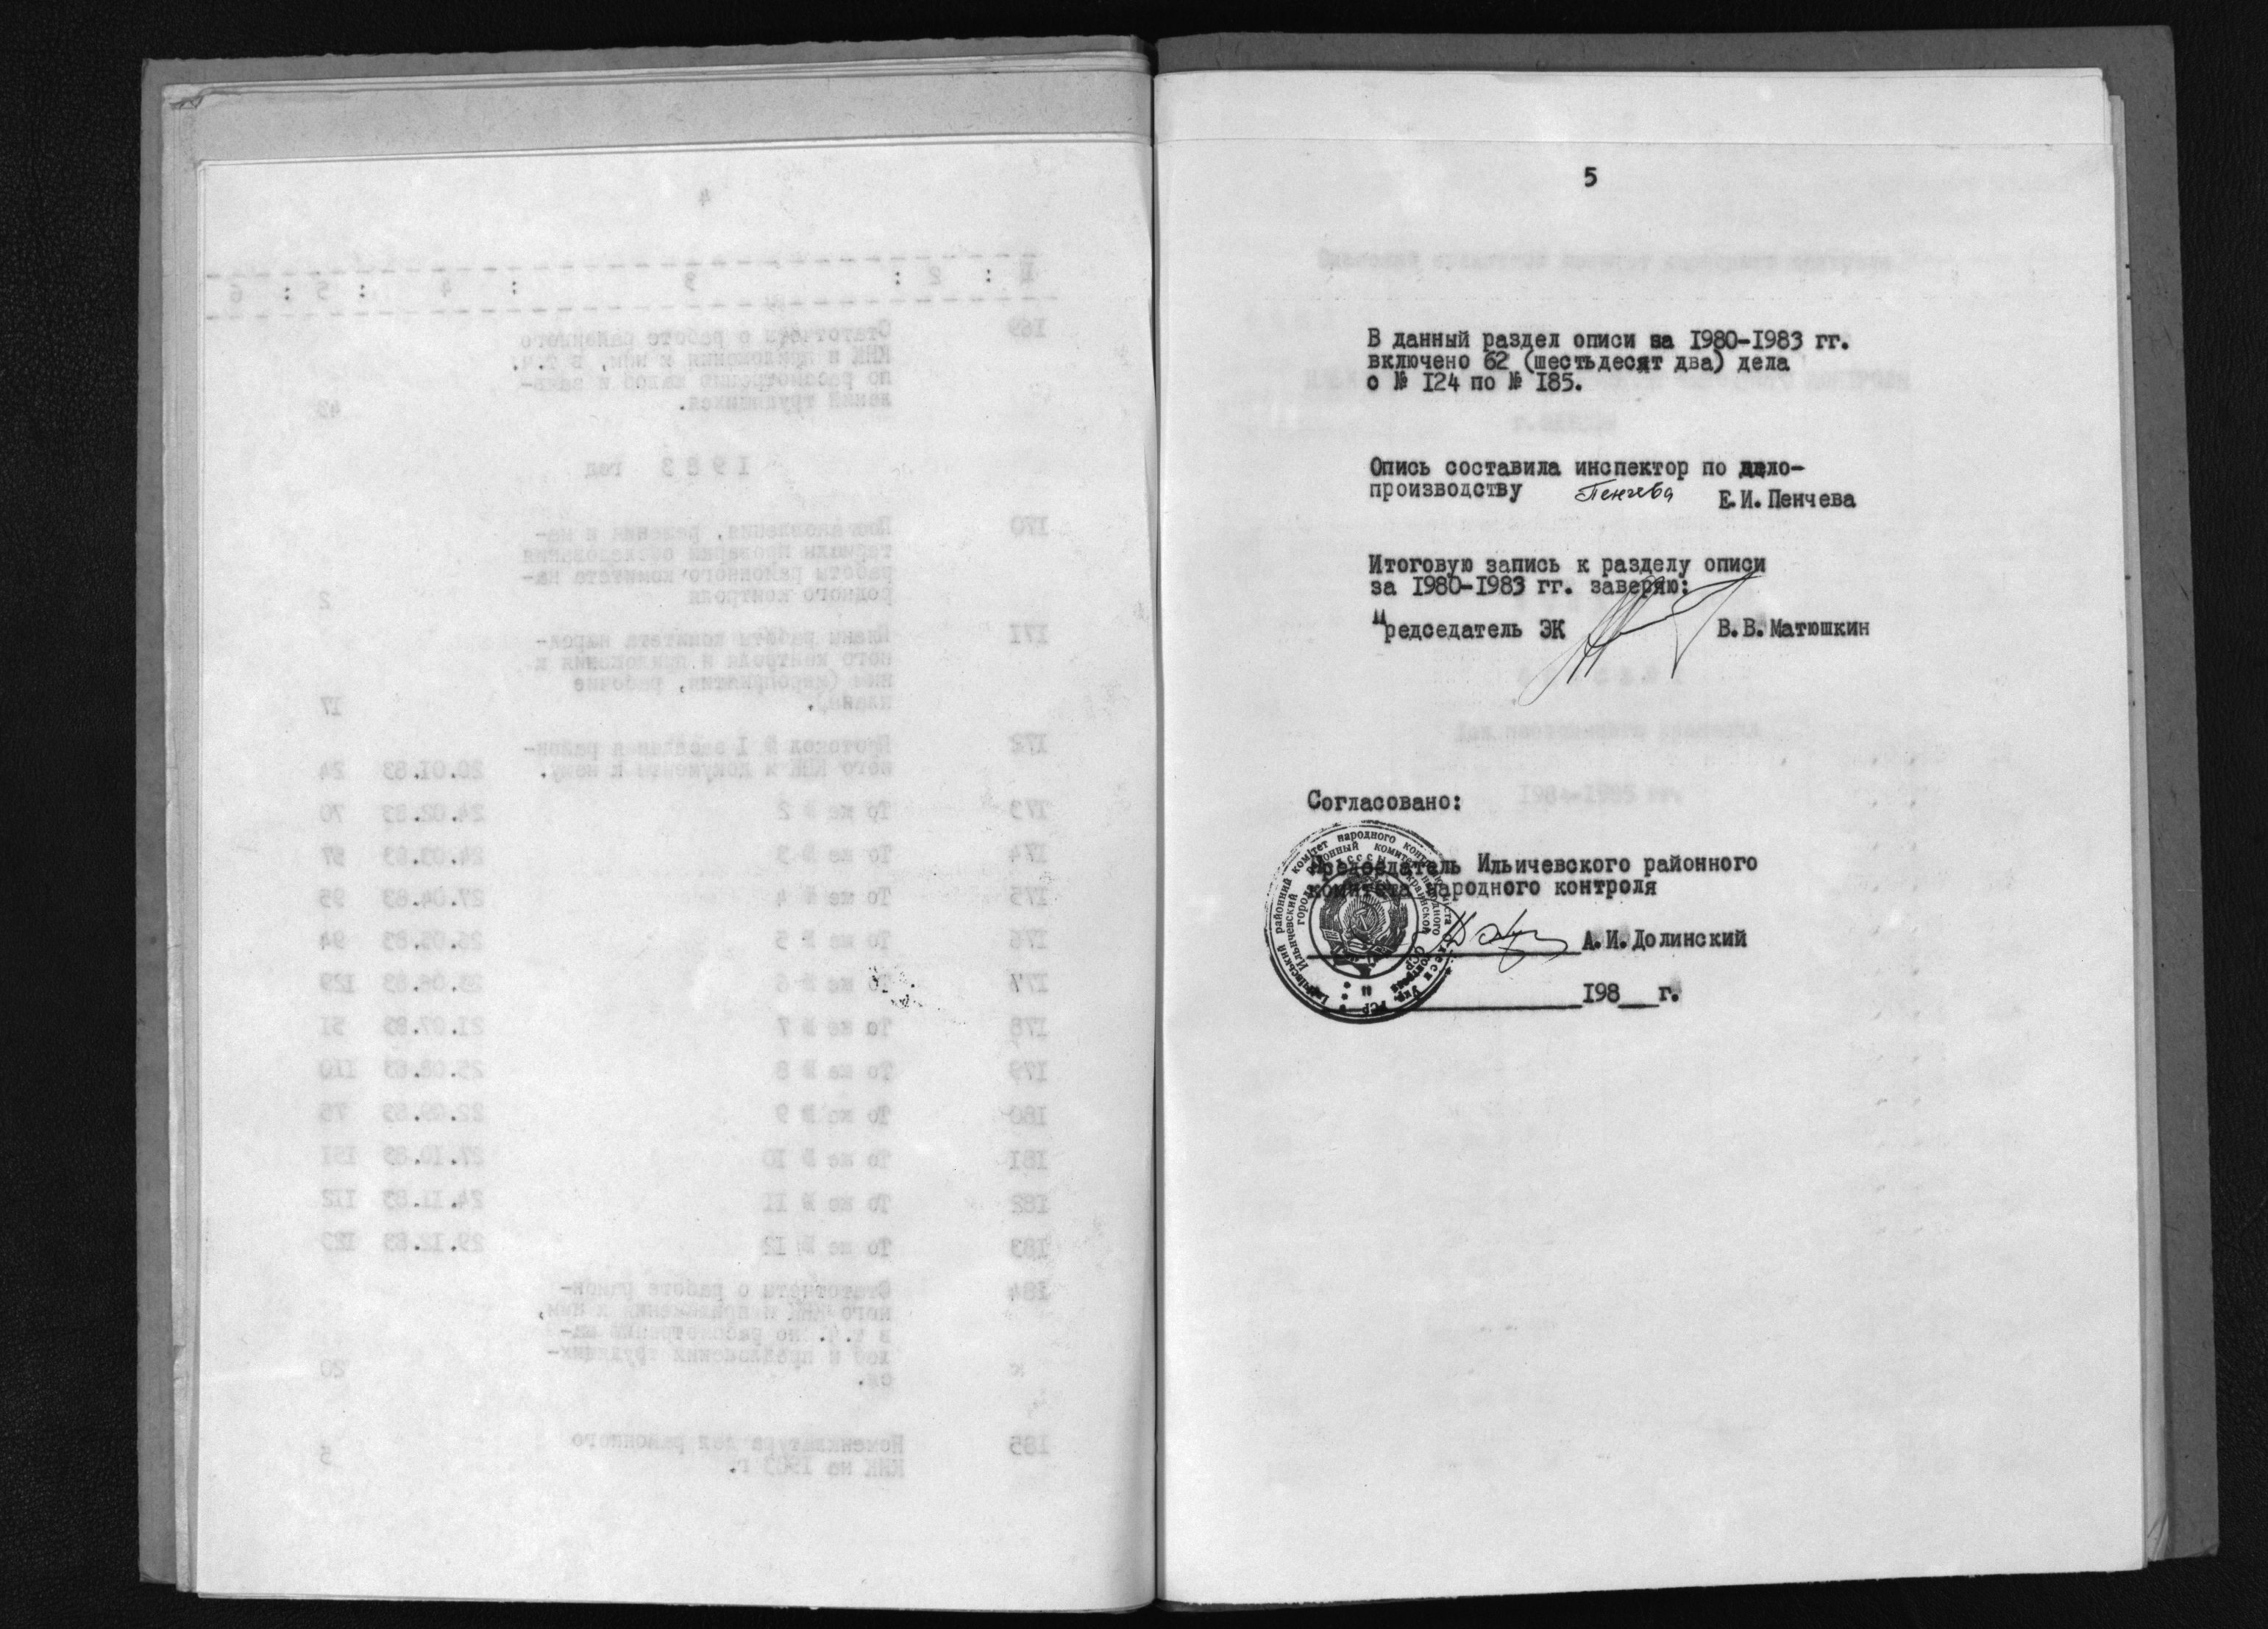 5
В данный раздел описи за 1980-1983 гг.
включено 62 (шестьдесят два) дела
с № 124 по № 185.
Опись составила инспектор по дело-
производству Пенчева Е.И.Пенчева
Итоговую запись к разделу описи
за 1980-1983 гг. заверяю:
Председатель ЭК В.В.Матюшкин
Согласовано:
Председатель Ильичевского районного
комитета народного контроля
А.И.Долинский
" 198 г.
4
1 : 2 : 3 : 4 : 5 : 6
169 Статотчеты о работе районного
КНК и приложения к ним, в т.ч.
по рассмотрению жалоб и заяв-
лений трудящихся. 42
1983 год
170 Постановления, решения и ма-
териалы проверки обследования
работы районного комитета на-
родного контроля 2
171 Планы работы комитета народ-
ного контроля и приложения к
ним (мероприятия, рабочие
планы). 17
172 Протокол № 1 заседания район-
ного КНК и документы к нему. 20.01.83 24
173 То же № 2 24.02.83 70
174 То же № 3 24.03.83 97
175 То же № 4 27.04.83 95
176 То же № 5 26.05.83 94
177 То же № 6 129
178 То же № 7 21.07.83 51
179 То же № 8 25.08.83 110
180 То же № 9 22.09.83 75
181 То же № 10 27.10.83 131
182 То же № 11 24.11.83 112
183 То же № 12 29.12.83
184 Статотчеты о работе район-
ного КНК и приложения к ним,
в т.ч. по рассмотрению жа-
лоб и предложений трудящих-
ся. 20
185 Номенклатура дел районного
КНК на 1983 г. 5